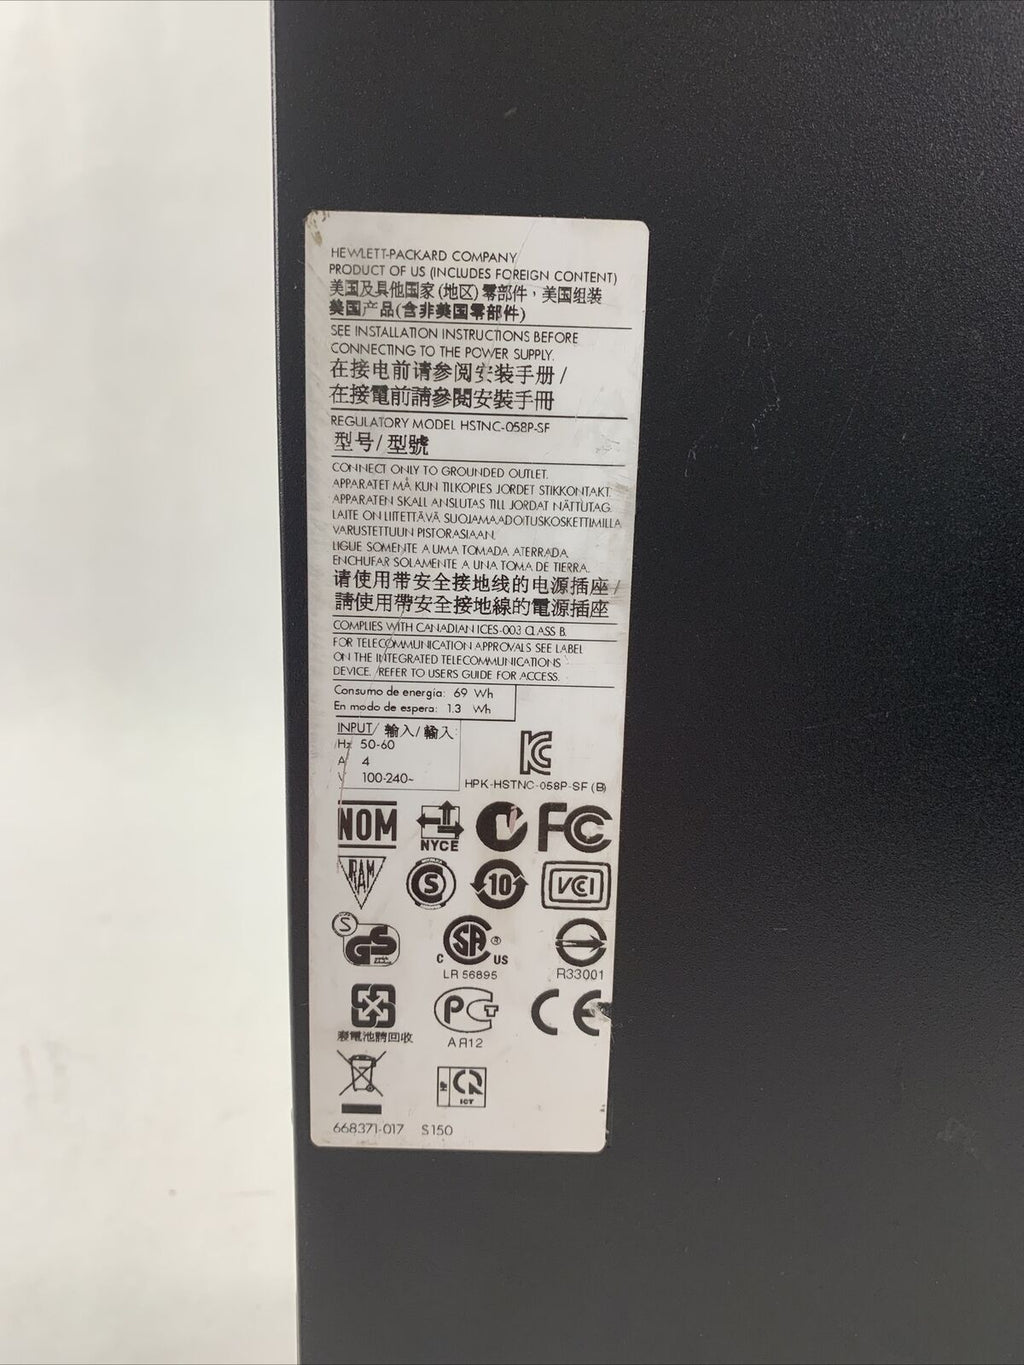 HEWLETT-PACKARD COMPANY
PRODUCT OF US (INCLUDES FOREIGN CONTENT)
美国及其他国家(地区)零部件，美国组装
美国产品(含非美国零部件)
SEE INSTALLATION INSTRUCTIONS BEFORE
CONNECTING TO THE POWER SUPPLY.
在接电前请参阅安装手册/
在接電前請參閱安裝手冊
REGULATORY MODEL HSTNC-058P-SF
型号/型號
CONNECT ONLY TO GROUNDED OUTLET.
APPARATET MÅ KUN TILKOPLES JORDET STIKKONTAKT.
APPARATEN SKALL ANSLUTAS TILL JORDAT NÄTTUTAG.
LAITE ON LIITETTÄVÄ SUOJAMAADOITUSKOSKETTIMILLA
VARUSTETTUUN PISTORASIAAN.
LIGUE SOMENTE A UMA TOMADA ATERRADA.
ENCHUFAR SOLAMENTE A UNA TOMA DE TIERRA.
请使用带安全接地线的电源插座/
請使用帶安全接地線的電源插座
COMPLIES WITH CANADIAN ICES-003 CLASS B.
FOR TELECOMMUNICATION APPROVALS SEE LABEL
ON THE INTEGRATED TELECOMMUNICATIONS
DEVICE. REFER TO USERS GUIDE FOR ACCESS.
Consumo de energía: 69 Wh
En modo de espera: 1.3 Wh
INPUT/ 输入/輸入:
Hz 50-60
A 4
V 100-240~
KC
HPK-HSTNC-058P-SF (B)
NOM NYCE FC
RAM S 10 VCI
S GS
C SA ® US
LR 56895 R33001
廢電池請回收
AЯ12
CE
ICT
668371-017 S150